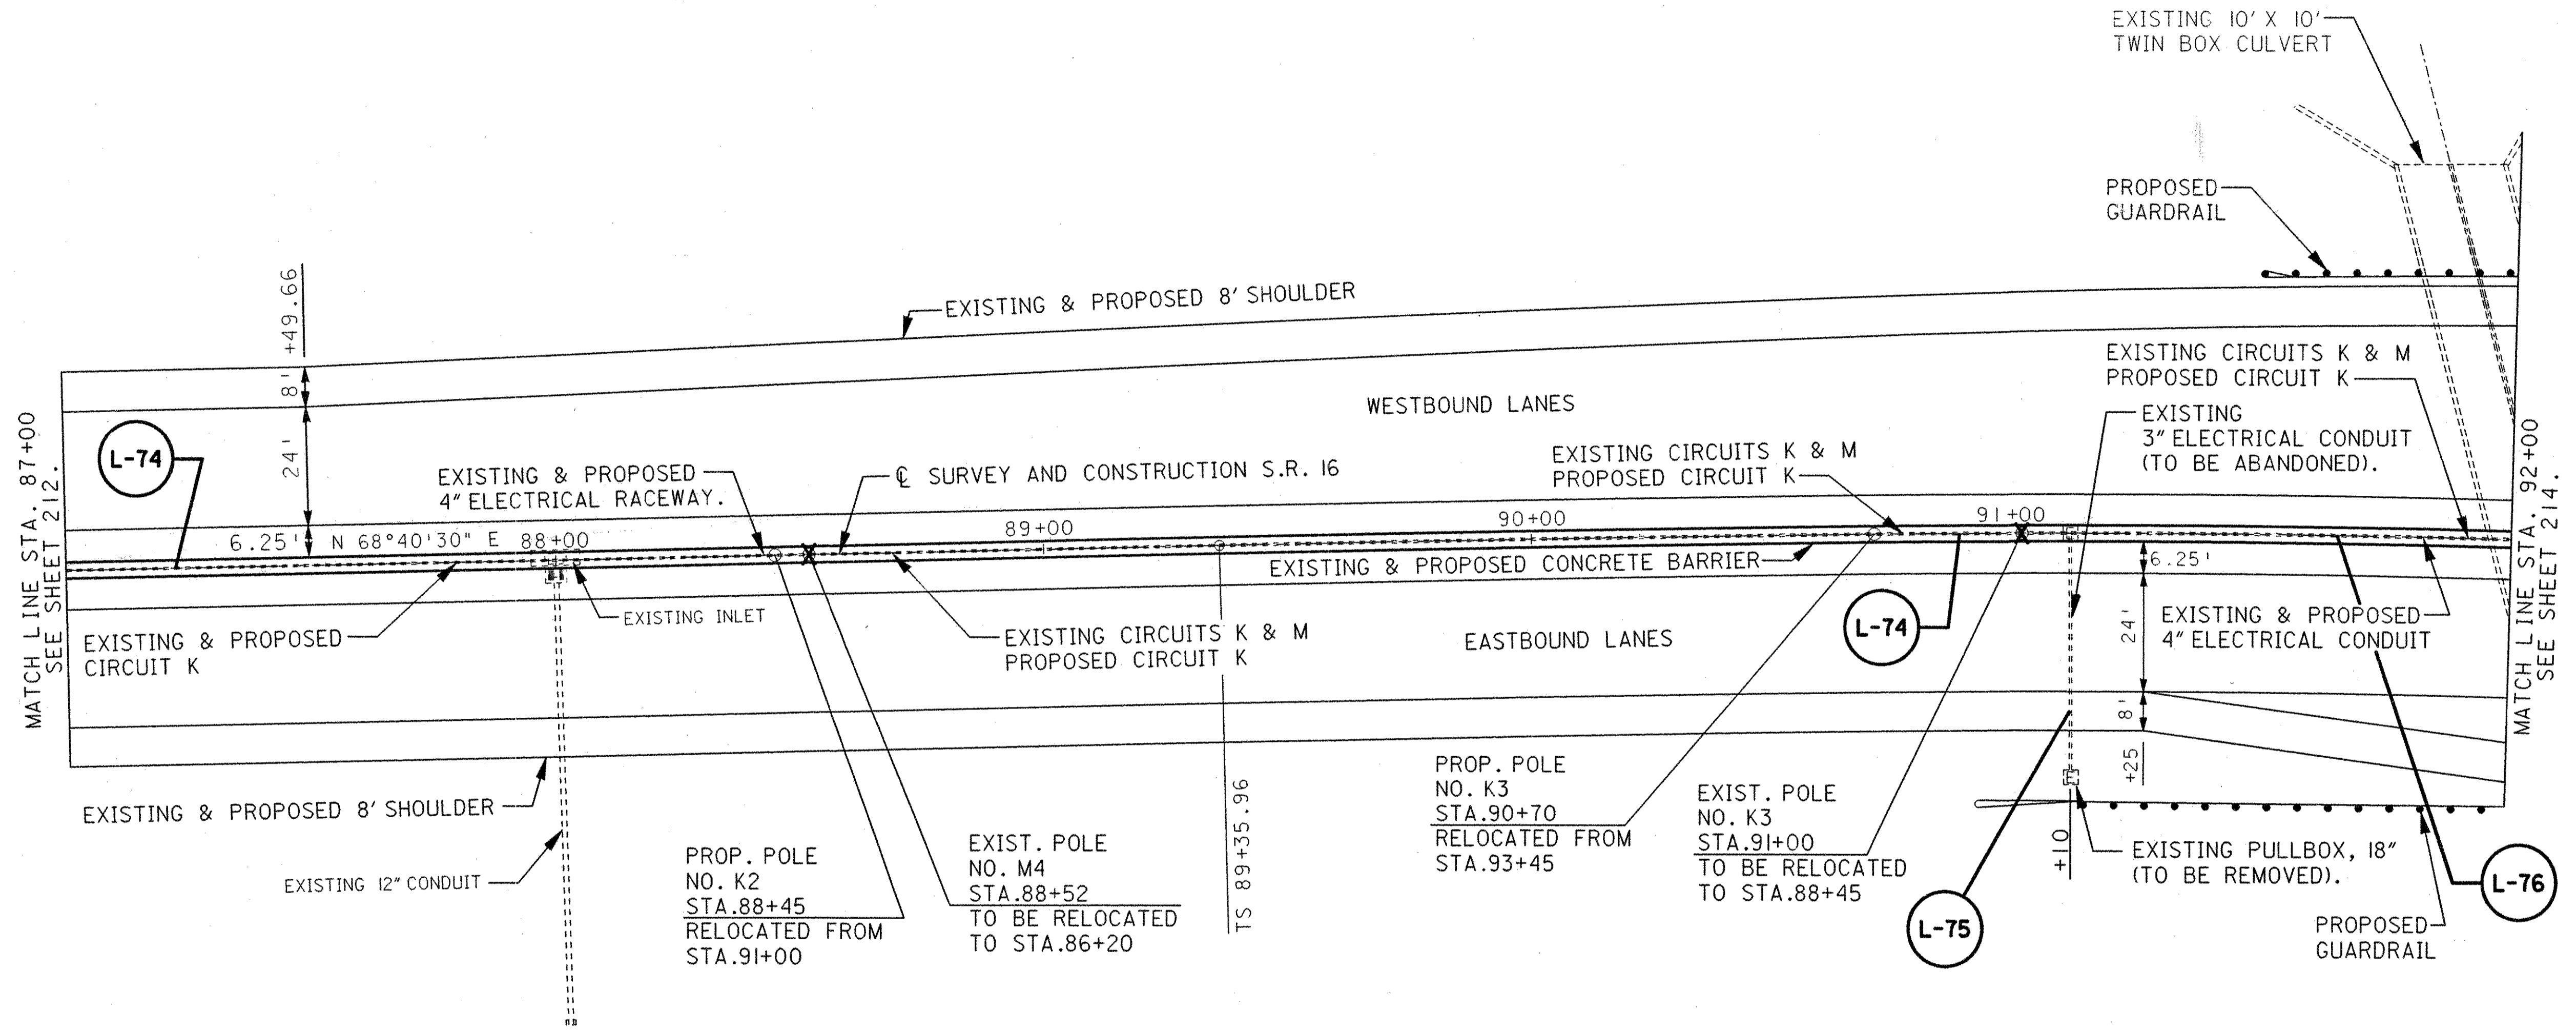 EXISTING 10' X 10'
TWIN BOX CULVERT
PROPOSED
GUARDRAIL
+49.66
8'
24'
EXISTING & PROPOSED 8' SHOULDER
EXISTING CIRCUITS K & M
PROPOSED CIRCUIT K
WESTBOUND LANES
EXISTING
3" ELECTRICAL CONDUIT
(TO BE ABANDONED).
MATCH LINE STA. 87+00
SEE SHEET 212.
L-74
EXISTING & PROPOSED
4" ELECTRICAL RACEWAY.
℄ SURVEY AND CONSTRUCTION S.R. 16
EXISTING CIRCUITS K & M
PROPOSED CIRCUIT K
MATCH LINE STA. 92+00
SEE SHEET 214.
6.25'
N 68°40'30" E
88+00
89+00
90+00
91+00
EXISTING & PROPOSED CONCRETE BARRIER
6.25'
EXISTING INLET
EXISTING & PROPOSED
CIRCUIT K
EXISTING CIRCUITS K & M
PROPOSED CIRCUIT K
EASTBOUND LANES
L-74
24'
EXISTING & PROPOSED
4" ELECTRICAL CONDUIT
8'
+25
EXISTING & PROPOSED 8' SHOULDER
EXISTING 12" CONDUIT
PROP. POLE
NO. K2
STA.88+45
RELOCATED FROM
STA.91+00
EXIST. POLE
NO. M4
STA.88+52
TO BE RELOCATED
TO STA.86+20
TS 89+35.96
PROP. POLE
NO. K3
STA.90+70
RELOCATED FROM
STA.93+45
EXIST. POLE
NO. K3
STA.91+00
TO BE RELOCATED
TO STA.88+45
+10
E
E
EXISTING PULLBOX, 18"
(TO BE REMOVED).
L-75
L-76
PROPOSED
GUARDRAIL